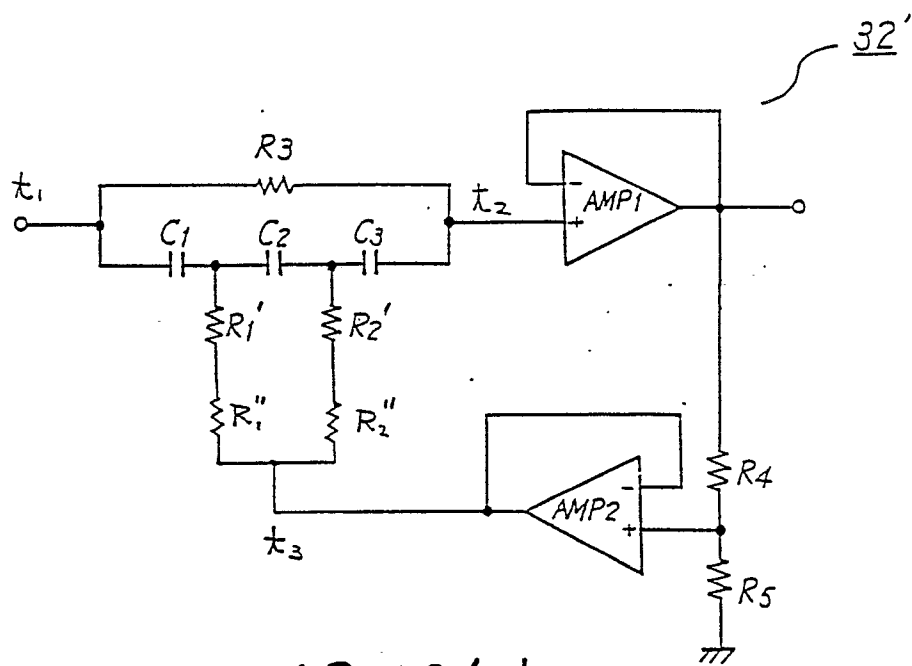 32'
R3
t1
t2
AMP1
-
+
C1
C2
C3
R1'
R2'
R1"
R2"
R4
-
AMP2
+
t3
R5